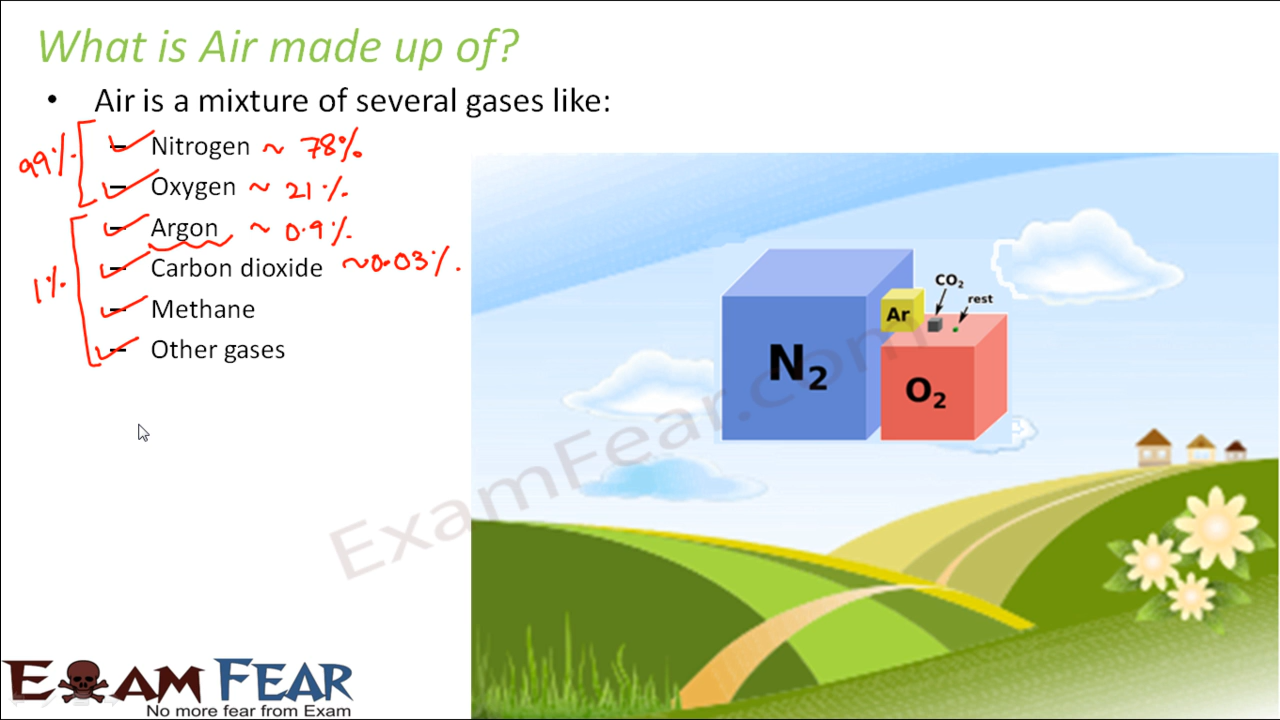 What is Air made up of?
• Air is a mixture of several gases like:
– Nitrogen ~ 78%
– Oxygen ~ 21%
99%
– Argon ~ 0.9%
– Carbon dioxide ~0.03%.
– Methane
– Other gases
1%
CO₂
rest
Ar
N₂
O₂
ExamFear.com
EXAM FEAR
No more fear from Exam